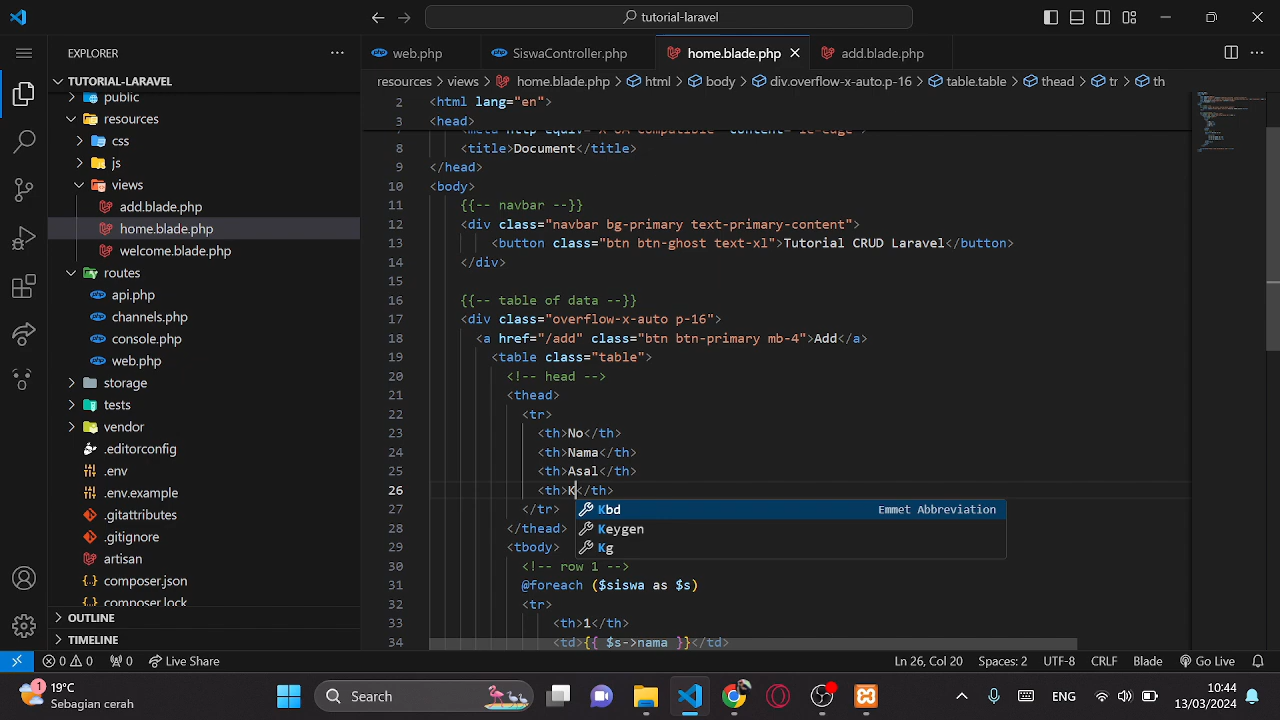 tutorial-laravel
EXPLORER
web.php
SiswaController.php
home.blade.php
add.blade.php
TUTORIAL-LARAVEL
resources
views
home.blade.php
html
body
div.overflow-x-auto.p-16
table.table
thead
tr
th
public
resources
css
js
views
add.blade.php
home.blade.php
welcome.blade.php
routes
api.php
channels.php
console.php
web.php
storage
tests
vendor
.editorconfig
.env
.env.example
.gitattributes
.gitignore
artisan
composer.json
composer.lock
OUTLINE
TIMELINE
2 <html lang="en">
3 <head>
8 <title>Document</title>
9 </head>
10 <body>
11 {{-- navbar --}}
12 <div class="navbar bg-primary text-primary-content">
13 <button class="btn btn-ghost text-xl">Tutorial CRUD Laravel</button>
14 </div>
15
16 {{-- table of data --}}
17 <div class="overflow-x-auto p-16">
18 <a href="/add" class="btn btn-primary mb-4">Add</a>
19 <table class="table">
20 <!-- head -->
21 <thead>
22 <tr>
23 <th>No</th>
24 <th>Nama</th>
25 <th>Asal</th>
26 <th>K</th>
27 </tr>
Kbd Emmet Abbreviation
28 </thead>
Keygen
29 <tbody>
Kg
30 <!-- row 1 -->
31 @foreach ($siswa as $s)
32 <tr>
33 <th>1</th>
34 <td>{{ $s->nama }}</td>
0 0 0 Live Share
Ln 26, Col 20 Spaces: 2 UTF-8 CRLF Blade Go Live
1
19°C
Sebagian cerah
Search
ENG
10:44
13/03/2024